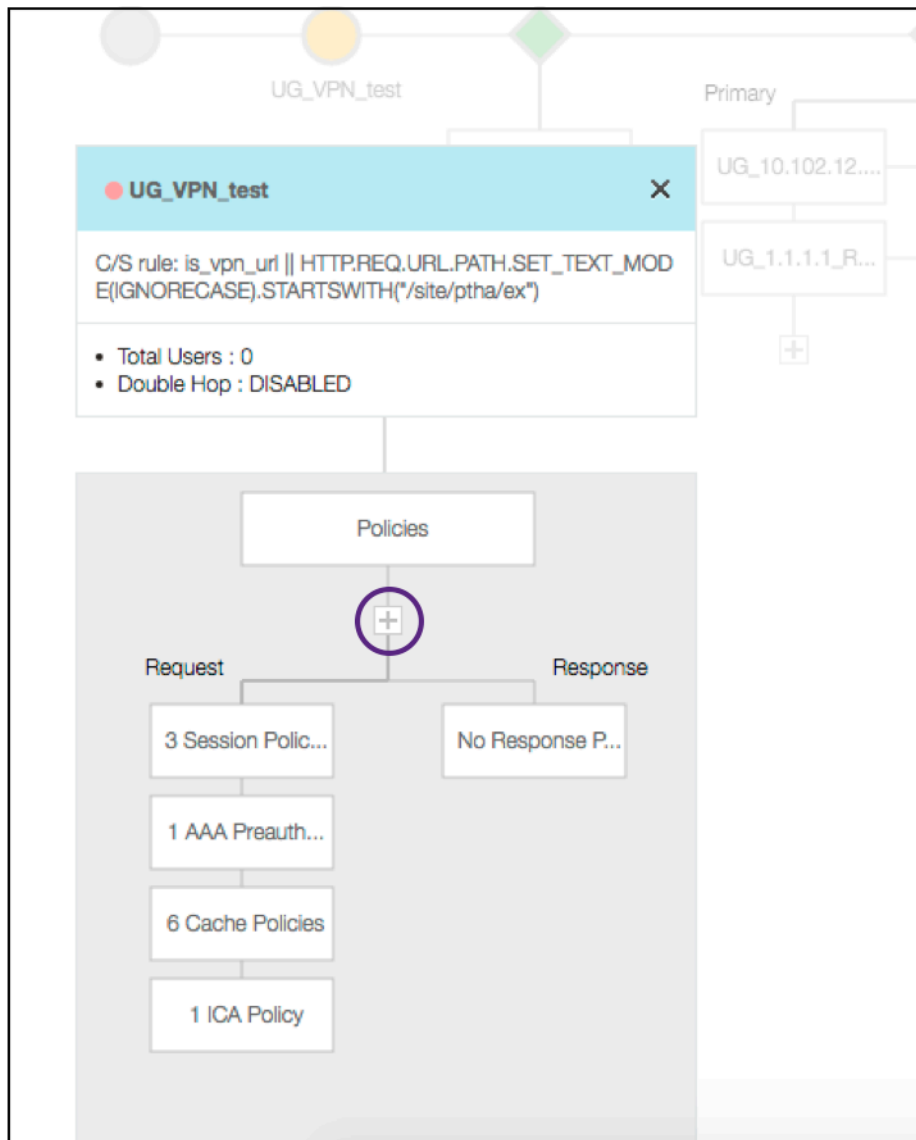 UG_VPN_test
Primary
UG_10.102.12....
UG_VPN_test
UG_1.1.1.1_R...
C/S rule: is_vpn_url || HTTP.REQ.URL.PATH.SET_TEXT_MOD
E(IGNORECASE).STARTSWITH("/site/ptha/ex")
• Total Users : 0
• Double Hop : DISABLED
Policies
Request
Response
3 Session Polic...
No Response P...
1 AAA Preauth...
6 Cache Policies
1 ICA Policy